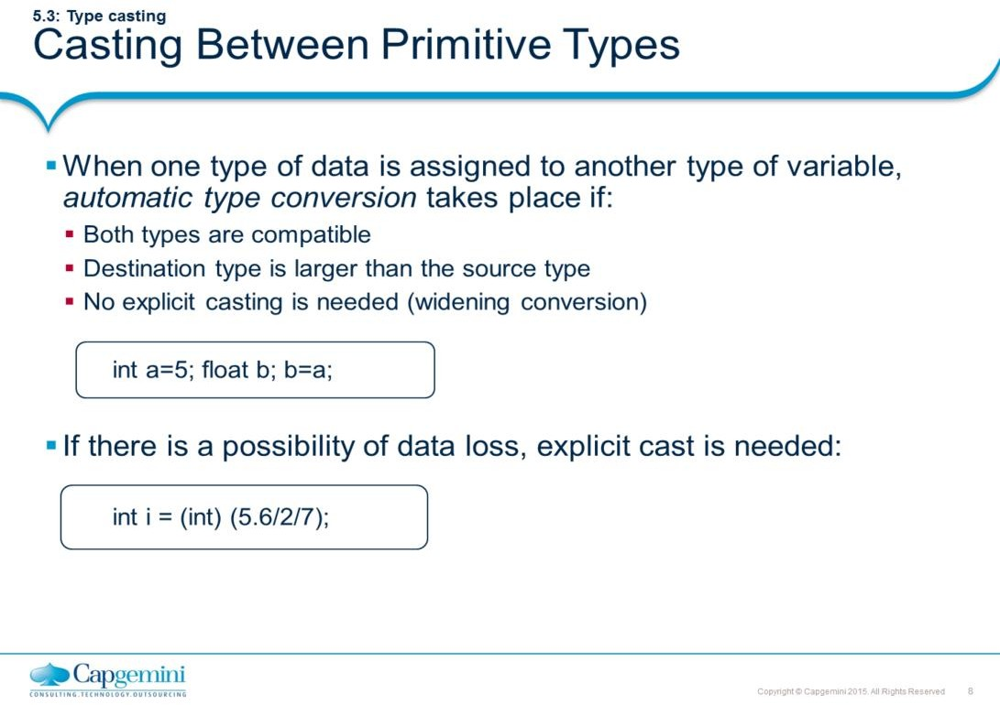 5.3: Type casting
Casting Between Primitive Types
When one type of data is assigned to another type of variable,
automatic type conversion takes place if:
Both types are compatible
Destination type is larger than the source type
No explicit casting is needed (widening conversion)
int a=5; float b; b=a;
If there is a possibility of data loss, explicit cast is needed:
int i = (int) (5.6/2/7);
Capgemini
CONSULTING.TECHNOLOGY.OUTSOURCING
Copyright © Capgemini 2015. All Rights Reserved 8